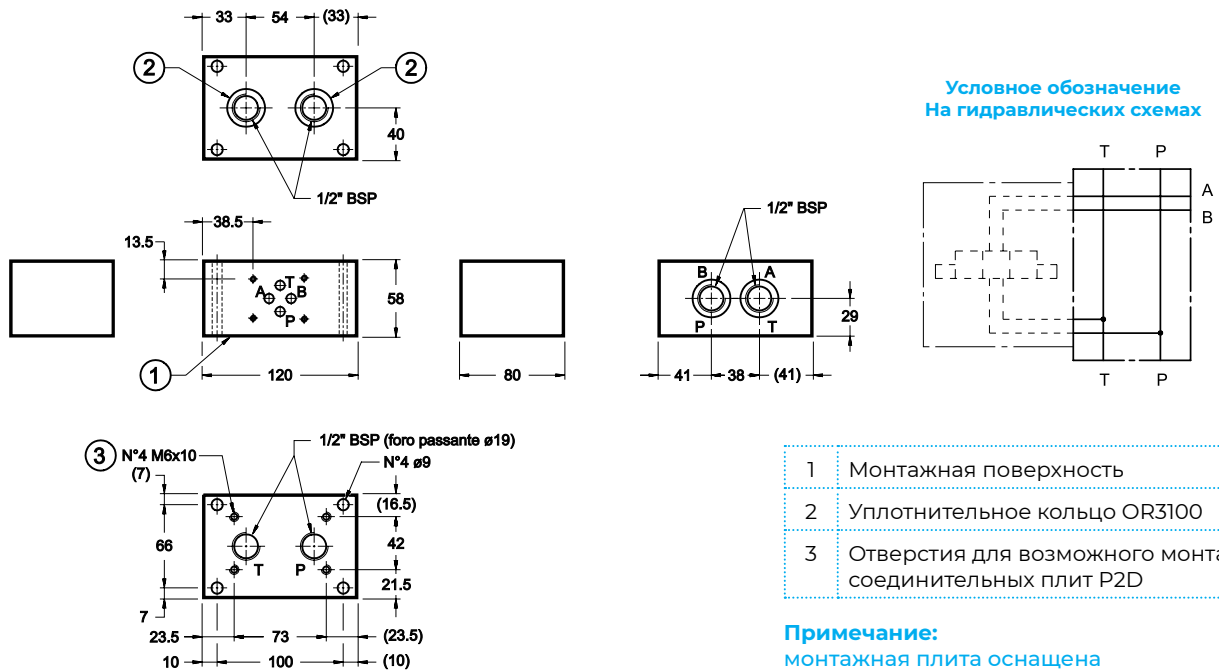 33 54 (33)
2 2
40
1/2" BSP
Условное обозначение
На гидравлических схемах
T P
A
B
T P
38.5
13.5
T
A B
P
58
1
120
80
1/2" BSP
B A
P T
29
41 38 (41)
3
N°4 M6x10
1/2" BSP (foro passante ø19)
N°4 ø9
(7)
(16.5)
66
42
T P
21.5
7
23.5 73 (23.5)
10 100 (10)
1 Монтажная поверхность
2 Уплотнительное кольцо OR3100
3 Отверстия для возможного
соединительных плит P2D
Примечание:
монтажная плита оснащена